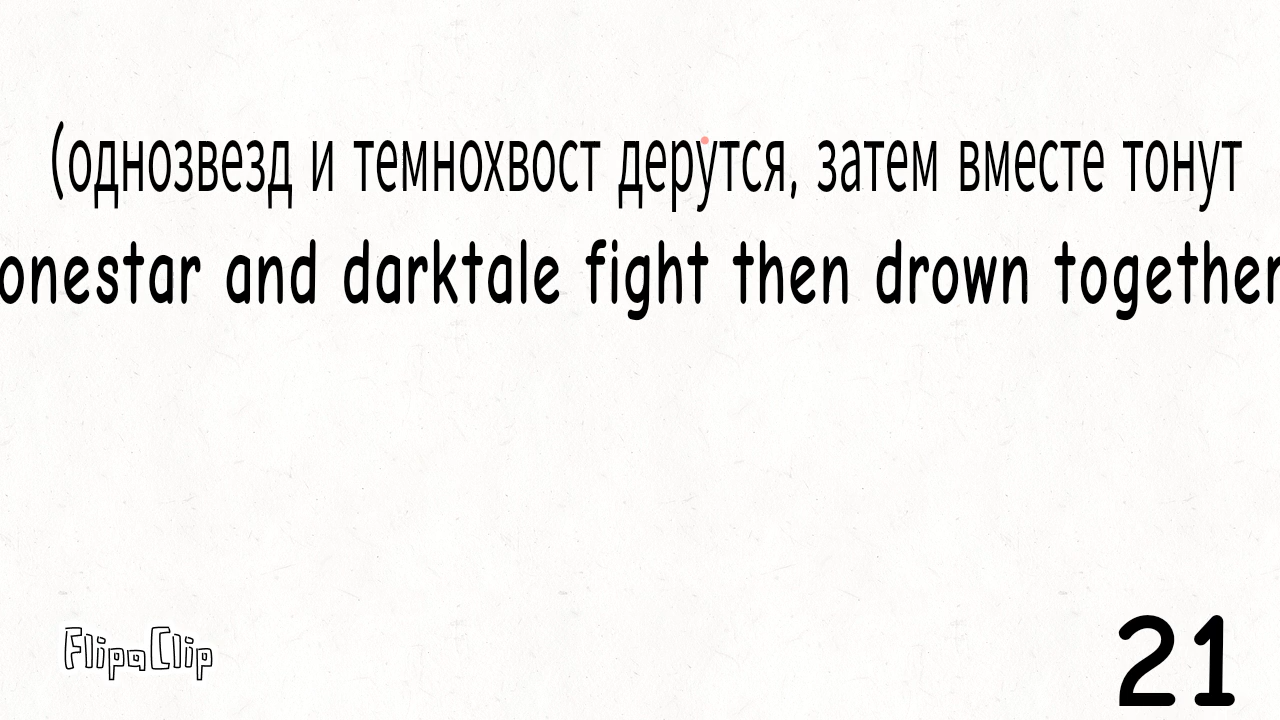 (однозвезд и темнохвост дерутся, затем вместе тонут
onestar and darktale fight then drown together
FlipaClip
21